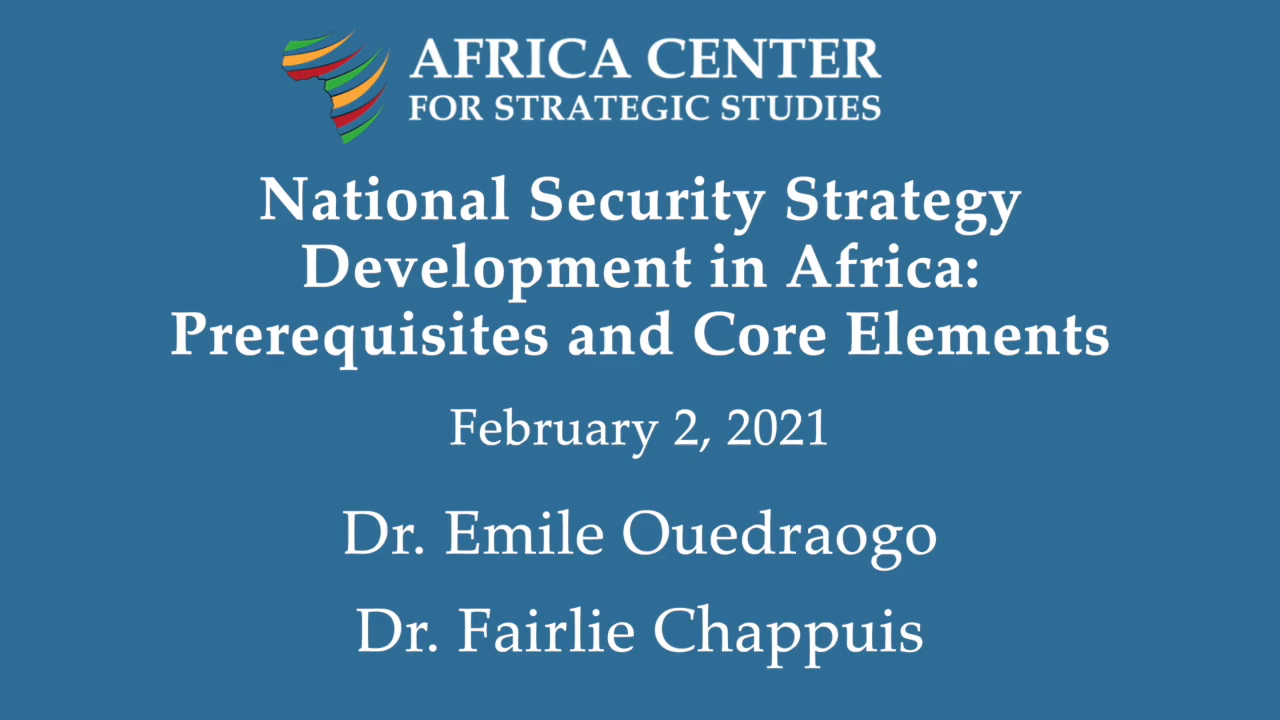 AFRICA CENTER
FOR STRATEGIC STUDIES
National Security Strategy
Development in Africa:
Prerequisites and Core Elements
February 2, 2021
Dr. Emile Ouedraogo
Dr. Fairlie Chappuis